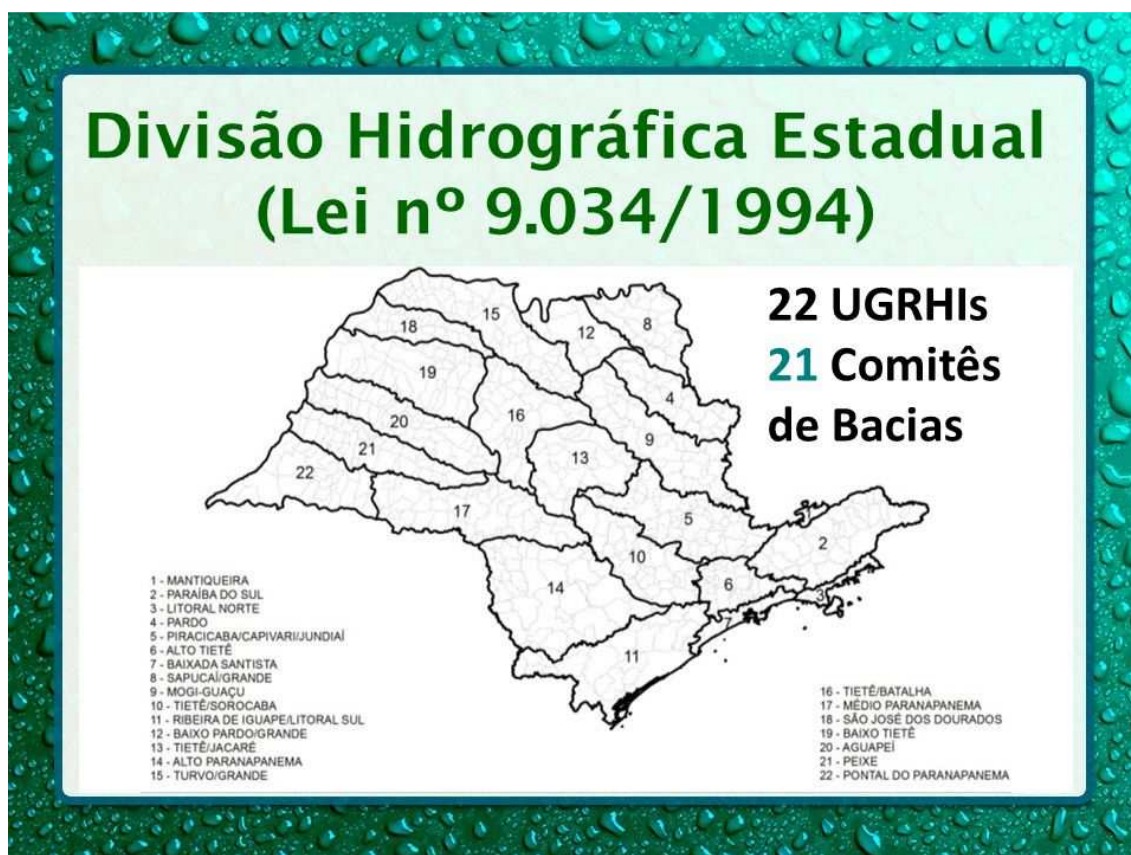 Divisão Hidrográfica Estadual
(Lei nº 9.034/1994)
22 UGRHIs
21 Comitês
de Bacias
15
18
12
8
19
4
16
20
9
21
13
22
17
5
2
10
6
14
3
7
11
1
1 - MANTIQUEIRA
2 - PARAÍBA DO SUL
3 - LITORAL NORTE
4 - PARDO
5 - PIRACICABA/CAPIVARI/JUNDIAÍ
6 - ALTO TIETÊ
7 - BAIXADA SANTISTA
8 - SAPUCAÍ/GRANDE
9 - MOGI-GUAÇU
10 - TIETÊ/SOROCABA
11 - RIBEIRA DE IGUAPE/LITORAL SUL
12 - BAIXO PARDO/GRANDE
13 - TIETÊ/JACARÉ
14 - ALTO PARANAPANEMA
15 - TURVO/GRANDE
16 - TIETÊ/BATALHA
17 - MÉDIO PARANAPANEMA
18 - SÃO JOSÉ DOS DOURADOS
19 - BAIXO TIETÊ
20 - AGUAPEÍ
21 - PEIXE
22 - PONTAL DO PARANAPANEMA